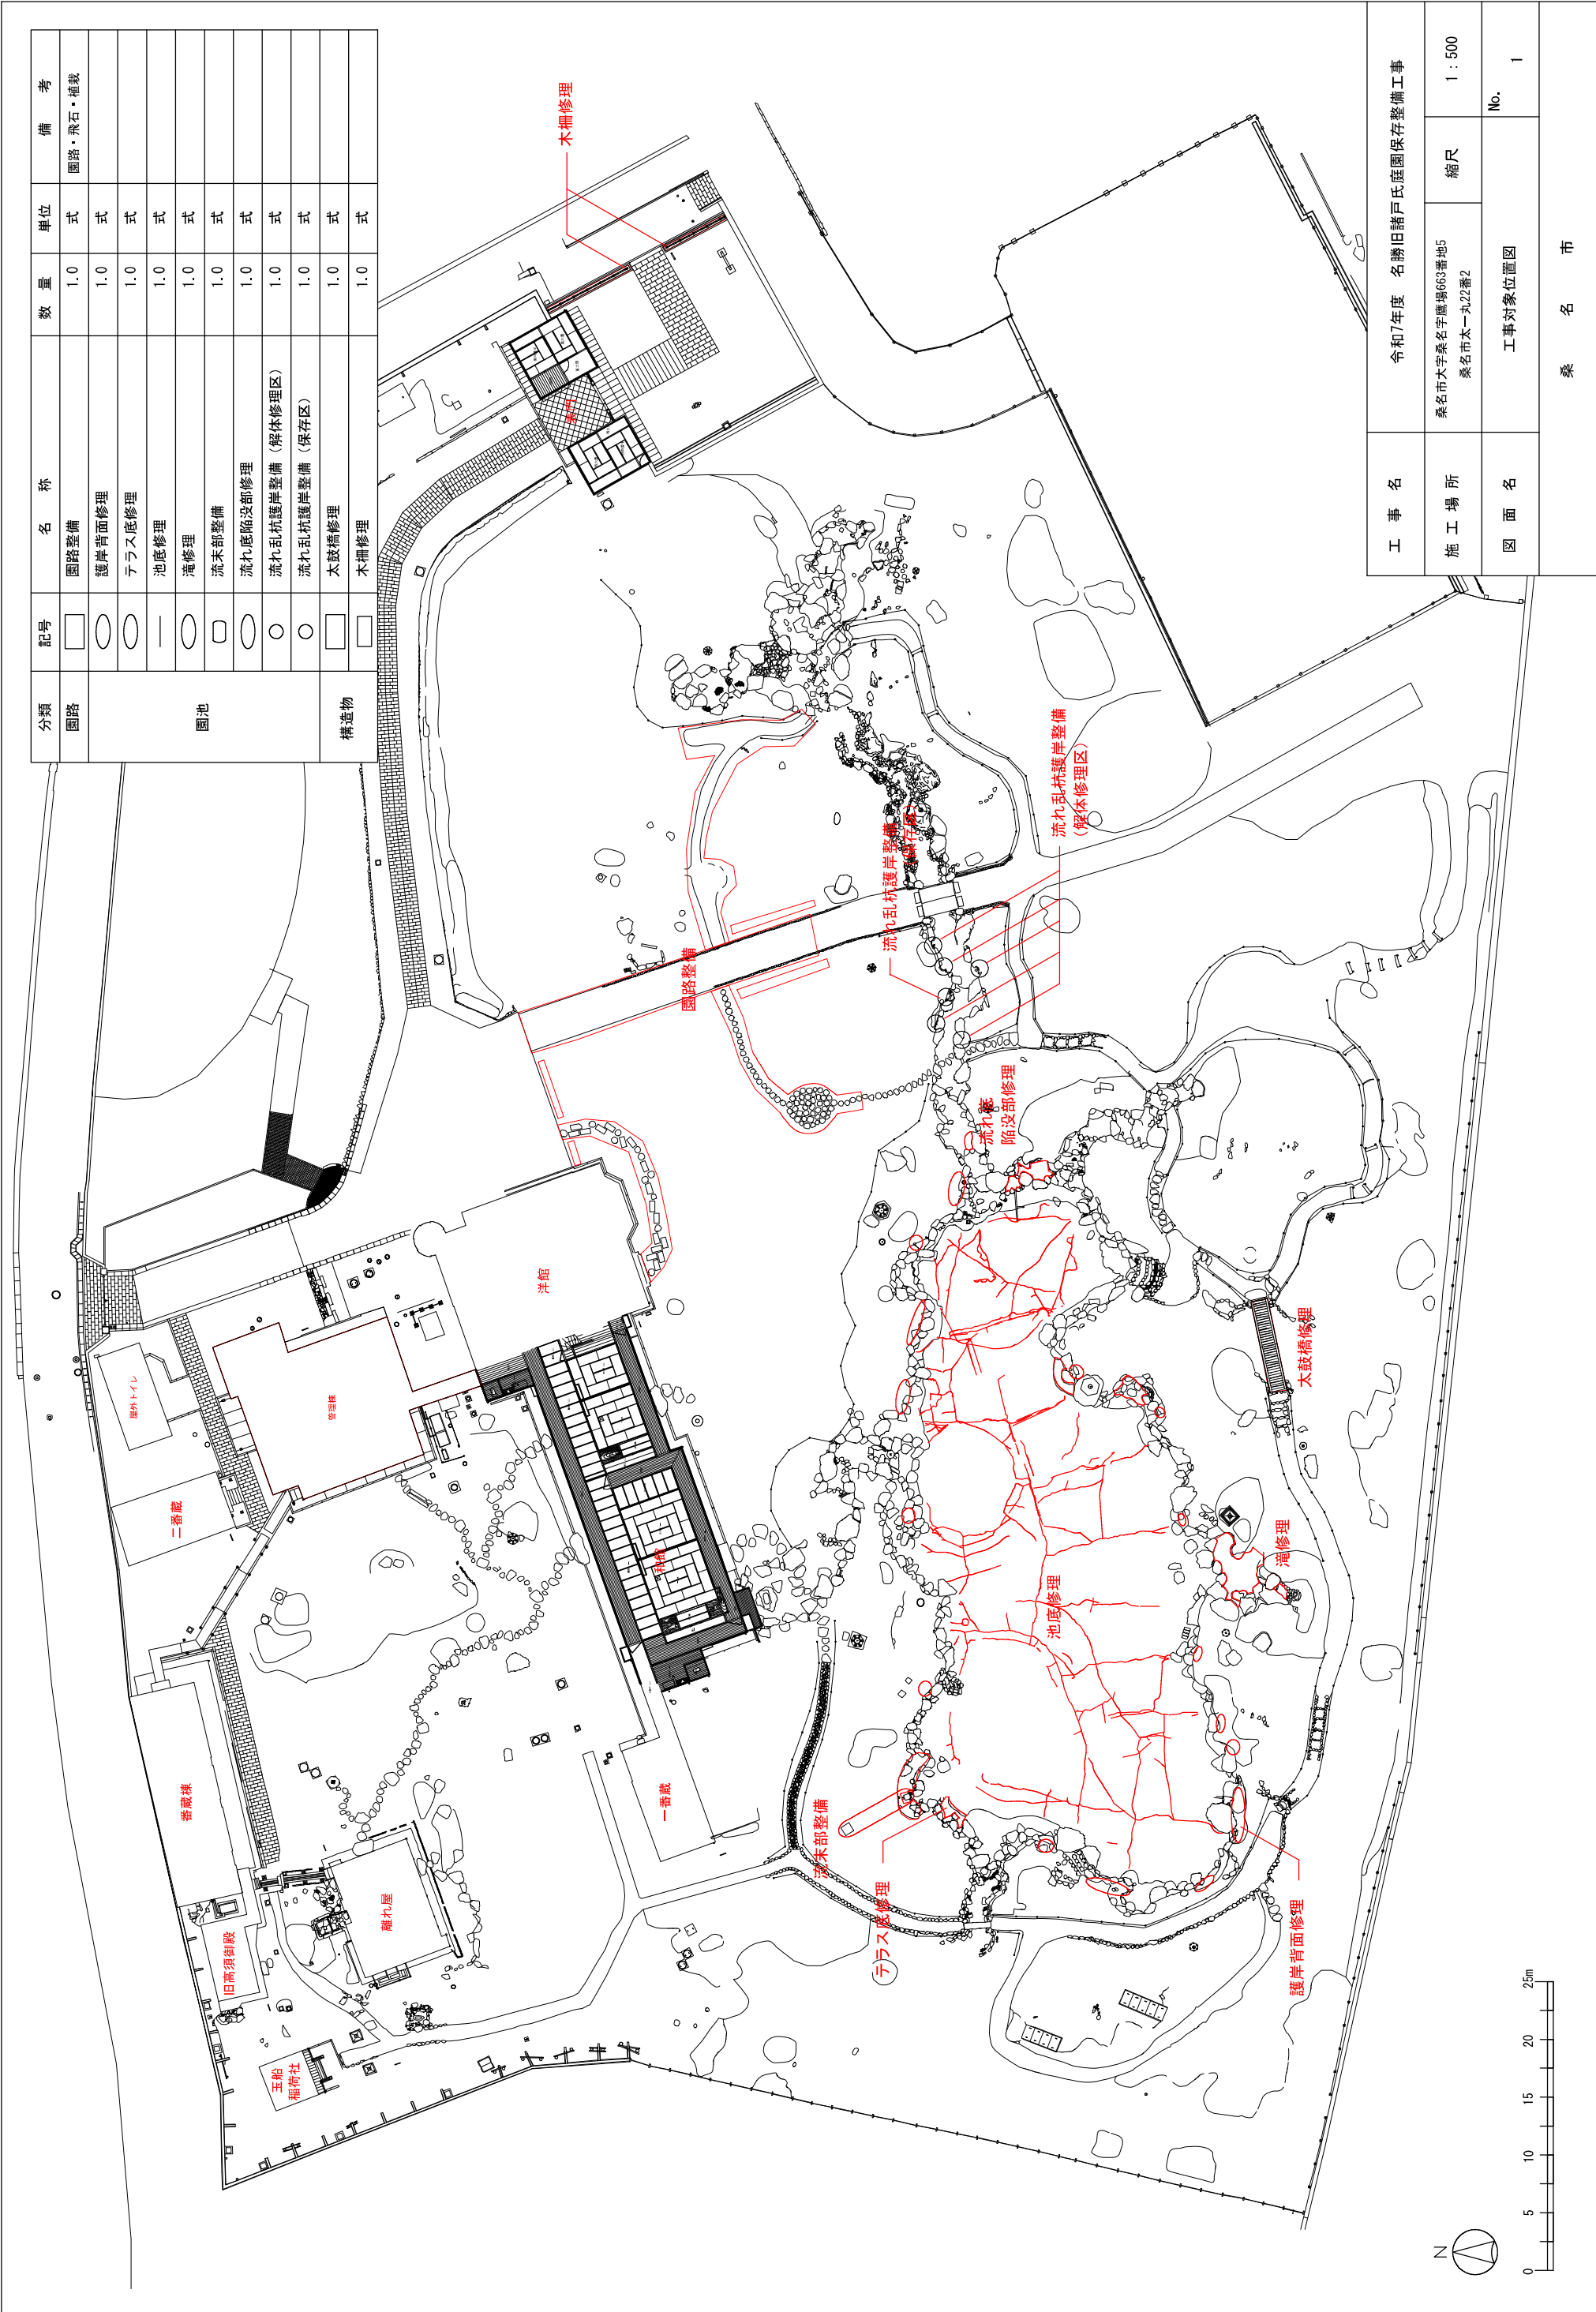 分類 記号 名称 数量 単位 備考
園路 園路整備 1.0 式 園路・飛石・植栽
園池 護岸背面修理 1.0 式
テラス底修理 1.0 式
池底修理 1.0 式
滝修理 1.0 式
流末部整備 1.0 式
流れ底陥没部修理 1.0 式
流れ乱杭護岸整備（解体修理区） 1.0 式
流れ乱杭護岸整備（保存区） 1.0 式
構造物 太鼓橋修理 1.0 式
木柵修理 1.0 式
木柵修理
表門
園路整備
流れ乱杭護岸整備
（保存区）
流れ乱杭護岸整備
（解体修理区）
流れ底
陥没部修理
洋館
屋外トイレ
管理棟
二番蔵
和館
太鼓橋修理
滝修理
池底修理
番蔵棟
一番蔵
流末部整備
テラス底修理
護岸背面修理
離れ屋
旧高須御殿
玉船
稲荷社
工事名 令和7年度 名勝旧諸戸氏庭園保存整備工事
施工場所 桑名市大字桑名字鷹場663番地5
桑名市太一丸22番2
縮尺 1：500
図面名 工事対象位置図 No. 1
桑名市
N
0 5 10 15 20 25m